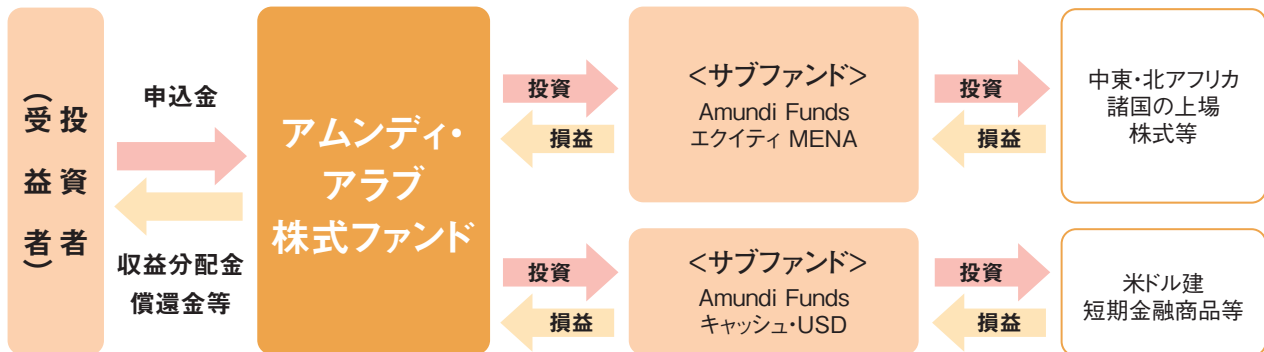 投資者
(受益者)
申込金
収益分配金
償還金等
アムンディ・
アラブ
株式ファンド
投資
損益
<サブファンド>
Amundi Funds
エクイティ MENA
投資
損益
中東・北アフリカ
諸国の上場
株式等
投資
損益
<サブファンド>
Amundi Funds
キャッシュ・USD
投資
損益
米ドル建
短期金融商品等